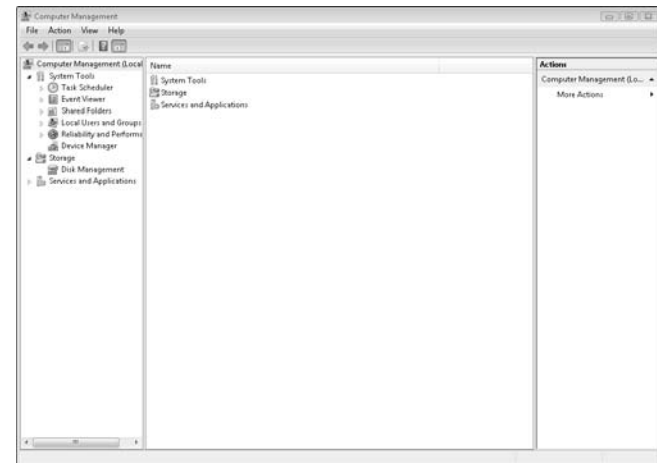 Computer Management
File Action View Help
Computer Management (Local
System Tools
Task Scheduler
Event Viewer
Shared Folders
Local Users and Groups
Reliability and Performa
Device Manager
Storage
Disk Management
Services and Applications
Name
System Tools
Storage
Services and Applications
Actions
Computer Management (Lo...
More Actions